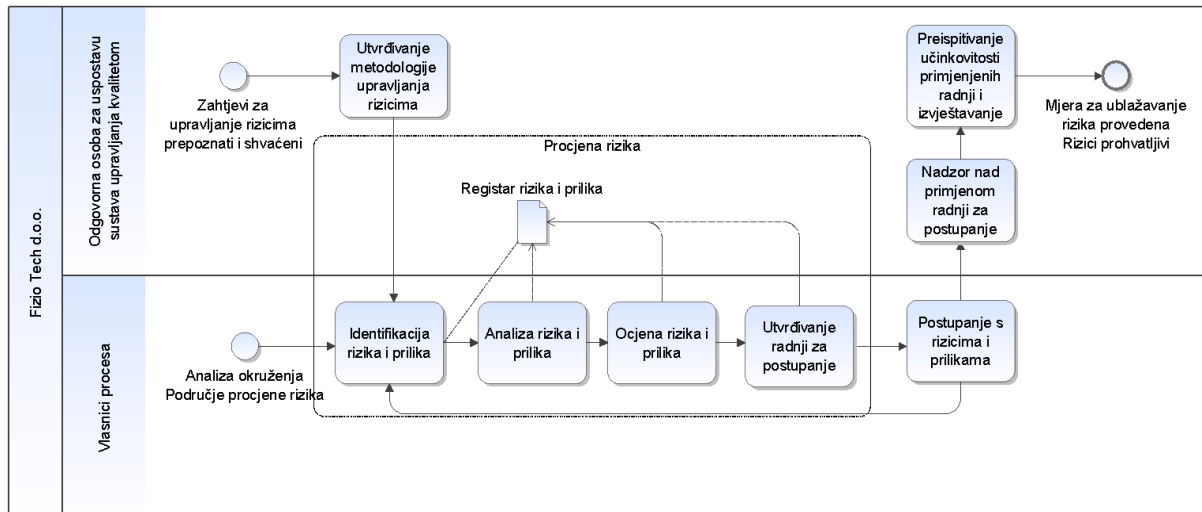 Fizio Tech d.o.o.
Odgovorna osoba za uspostavu
sustava upravljanja kvalitetom
Zahtjevi za
upravljanje rizicima
prepoznati i shvaćeni
Utvrđivanje
metodologije
upravljanja
rizicima
Preispitivanje
učinkovitosti
primjenjenih
radnji i
izvještavanje
Mjera za ublažavanje
rizika provedena
Rizici prohvatljivi
Procjena rizika
Registar rizika i prilika
Nadzor nad
primjenom
radnji za
postupanje
Vlasnici procesa
Analiza okruženja
Područje procjene rizika
Identifikacija
rizika i prilika
Analiza rizika i
prilika
Ocjena rizika i
prilika
Utvrđivanje
radnji za
postupanje
Postupanje s
rizicima i
prilikama